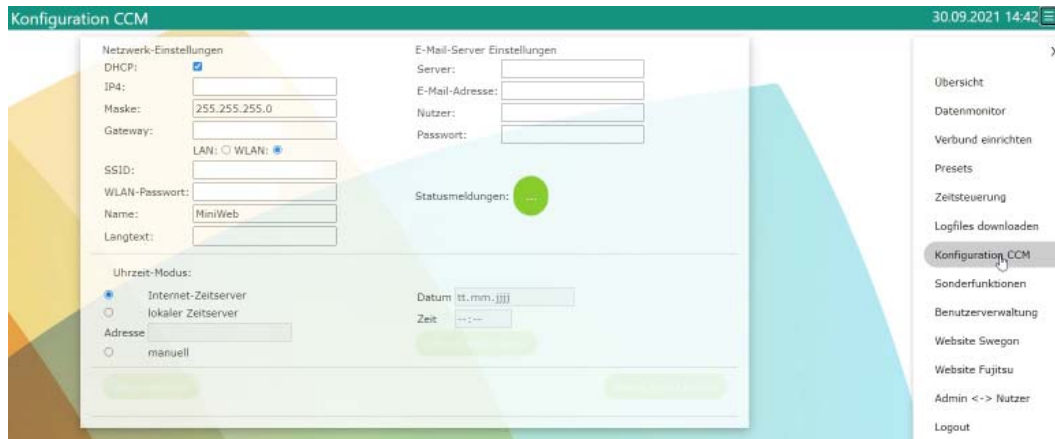 Konfiguration CCM
30.09.2021 14:42
Netzwerk-Einstellungen
DHCP:
IP4:
Maske: 255.255.255.0
Gateway:
LAN: WLAN:
SSID:
WLAN-Passwort:
Name: MiniWeb
Langtext:
E-Mail-Server Einstellungen
Server:
E-Mail-Adresse:
Nutzer:
Passwort:
Statusmeldungen: ...
Uhrzeit-Modus:
Internet-Zeitserver
lokaler Zeitserver
Adresse
manuell
Datum tt.mm.jjjj
Zeit --:--
X
Übersicht
Datenmonitor
Verbund einrichten
Presets
Zeitsteuerung
Logfiles downloaden
Konfiguration CCM
Sonderfunktionen
Benutzerverwaltung
Website Swegon
Website Fujitsu
Admin <-> Nutzer
Logout